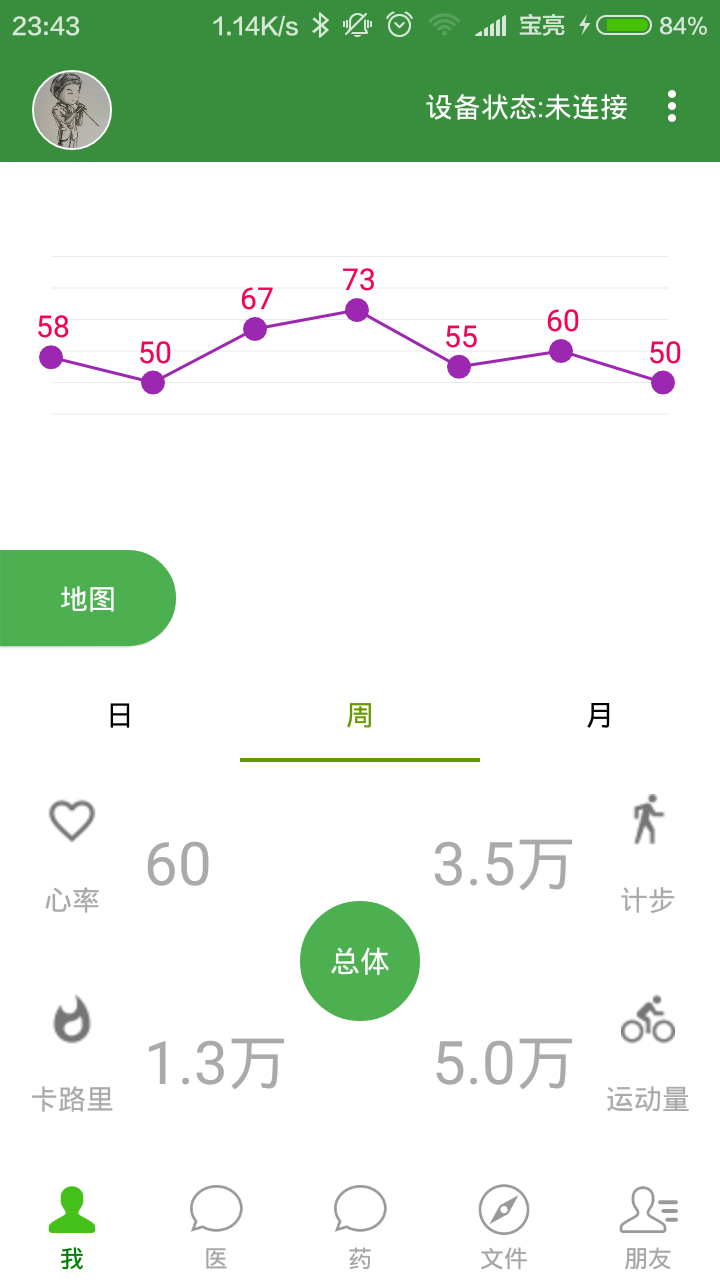 23:43 1.14K/s 宝亮 84%
设备状态:未连接
73
67
58 60
50 55 50
地图
日 周 月
60 3.5万
心率 计步
总体
1.3万 5.0万
卡路里 运动量
我 医 药 文件 朋友